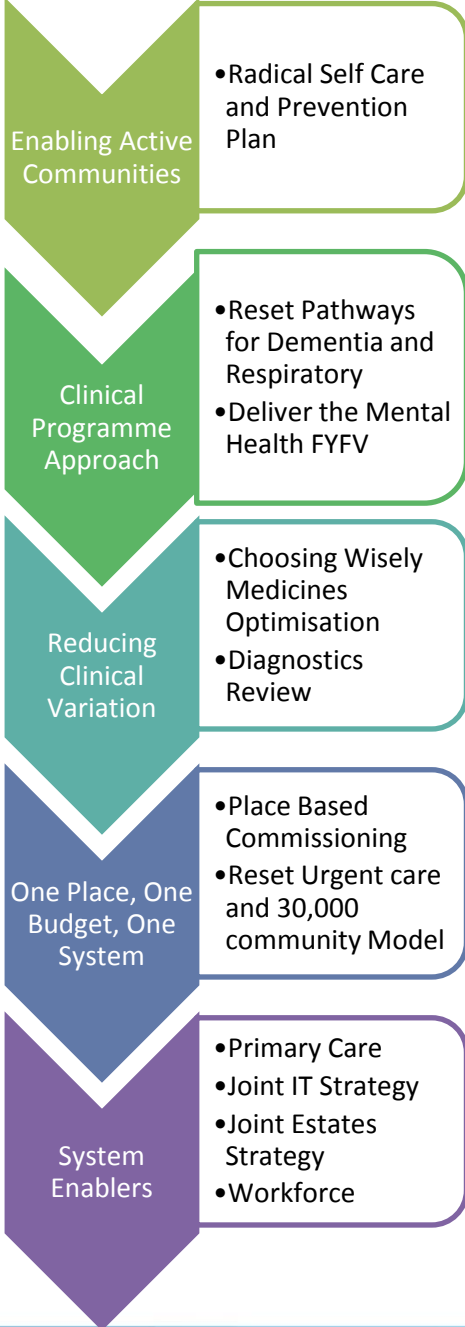 Enabling Active
Communities
•Radical Self Care
and Prevention
Plan
Clinical
Programme
Approach
•Reset Pathways
for Dementia and
Respiratory
•Deliver the Mental
Health FYFV
Reducing
Clinical
Variation
•Choosing Wisely
Medicines
Optimisation
•Diagnostics
Review
One Place, One
Budget, One
System
•Place Based
Commissioning
•Reset Urgent care
and 30,000
community Model
System
Enablers
•Primary Care
•Joint IT Strategy
•Joint Estates
Strategy
•Workforce